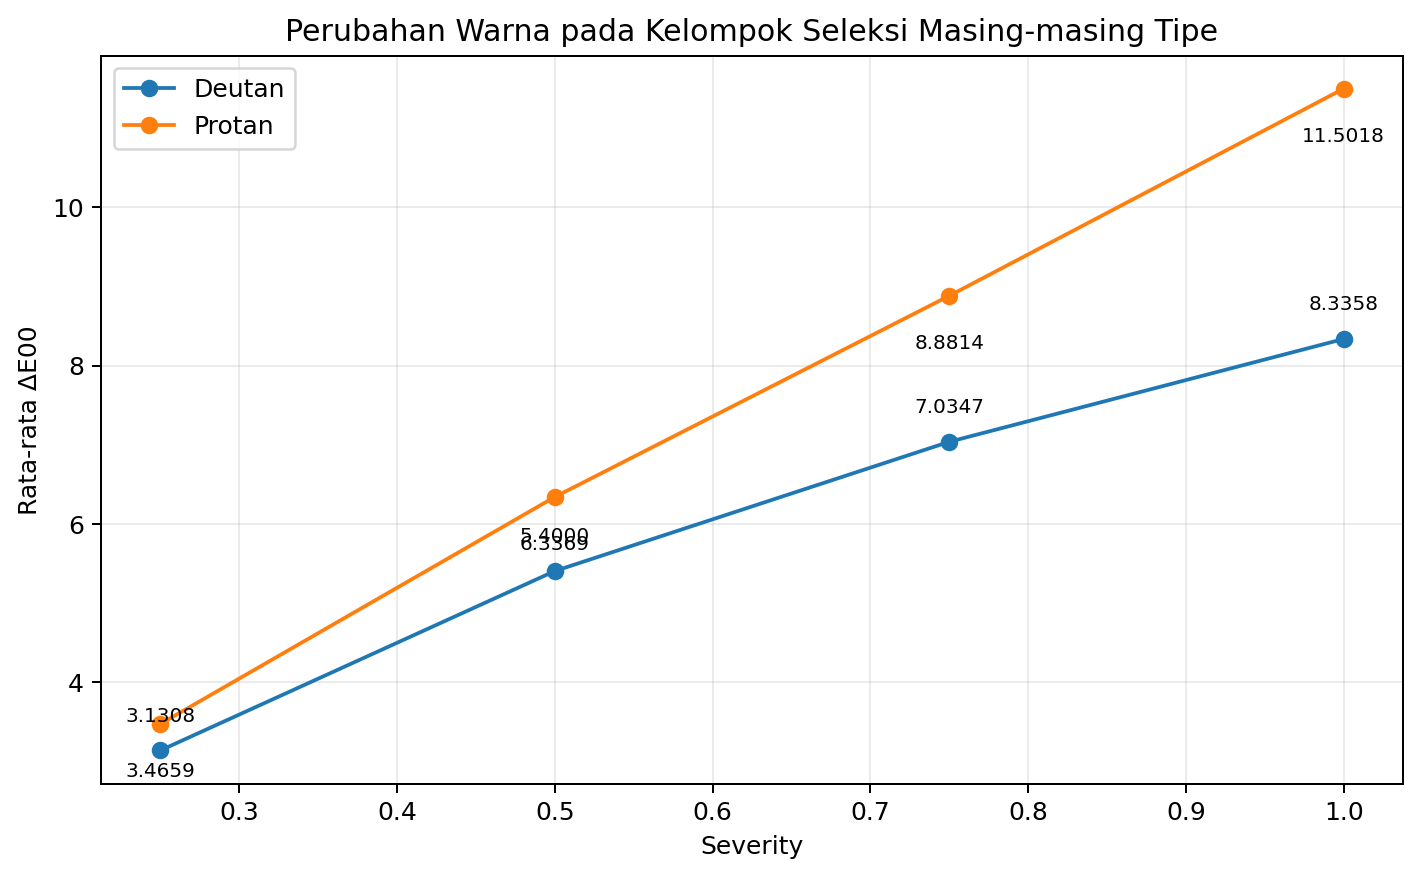 Perubahan Warna pada Kelompok Seleksi Masing-masing Tipe
Deutan
Protan
11.5018
10
8.3358
8.8814
8
7.0347
Rata-rata ΔE00
5.4000
6.3369
6
4
3.1308
3.4659
0.3 0.4 0.5 0.6 0.7 0.8 0.9 1.0
Severity